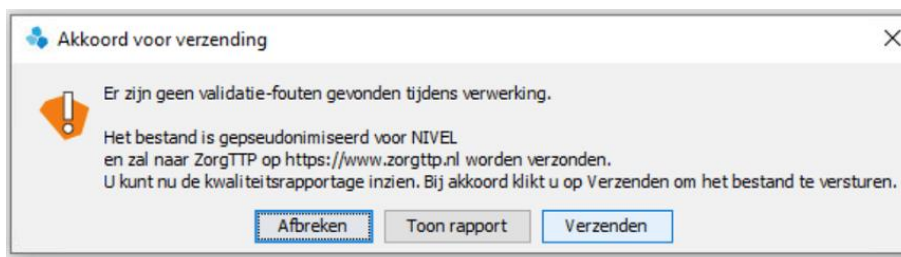 Akkoord voor verzending
Er zijn geen validatie-fouten gevonden tijdens verwerking.
Het bestand is gepseudonimiseerd voor NIVEL
en zal naar ZorgTTP op https://www.zorgttp.nl worden verzonden.
U kunt nu de kwaliteitsrapportage inzien. Bij akkoord klikt u op Verzenden om het bestand te versturen.
Afbreken Toon rapport Verzenden